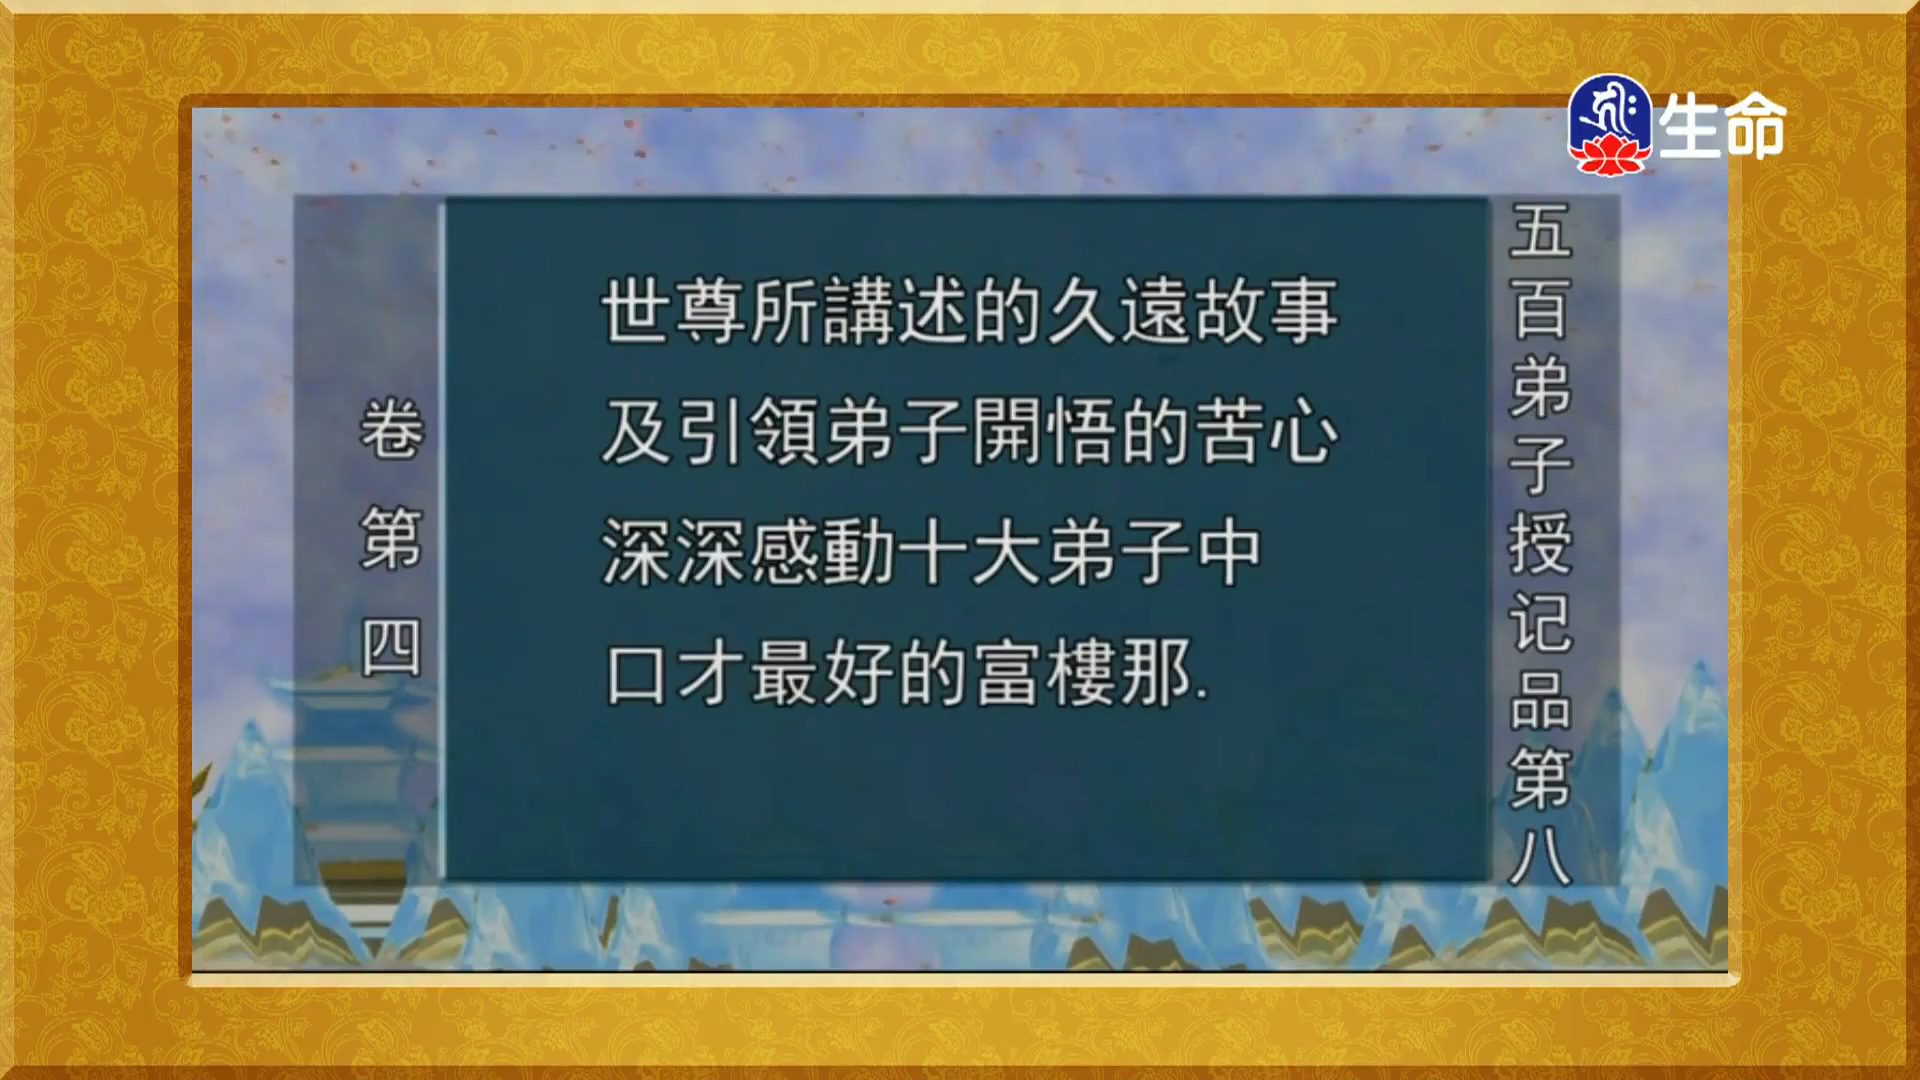 生命
五百弟子授记品第八
世尊所講述的久遠故事
及引領弟子開悟的苦心
深深感動十大弟子中
口才最好的富樓那.
卷第四